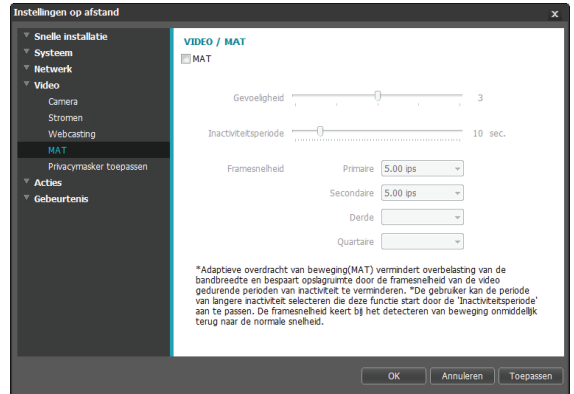 Instellingen op afstand
x
Snelle installatie
Systeem
Netwerk
Video
Camera
Stromen
Webcasting
MAT
Privacymasker toepassen
Acties
Gebeurtenis
VIDEO / MAT
MAT
Gevoeligheid 3
Inactiviteitsperiode 10 sec.
Framesnelheid Primaire 5.00 ips
Secondaire 5.00 ips
Derde
Quartaire
*Adaptieve overdracht van beweging(MAT) vermindert overbelasting van de
bandbreedte en bespaart opslagruimte door de framesnelheid van de video
gedurende perioden van inactiviteit te verminderen. *De gebruiker kan de periode
van langere inactiviteit selecteren die deze functie start door de 'Inactiviteitsperiode'
aan te passen. De framesnelheid keert bij het detecteren van beweging onmiddellijk
terug naar de normale snelheid.
OK Annuleren Toepassen